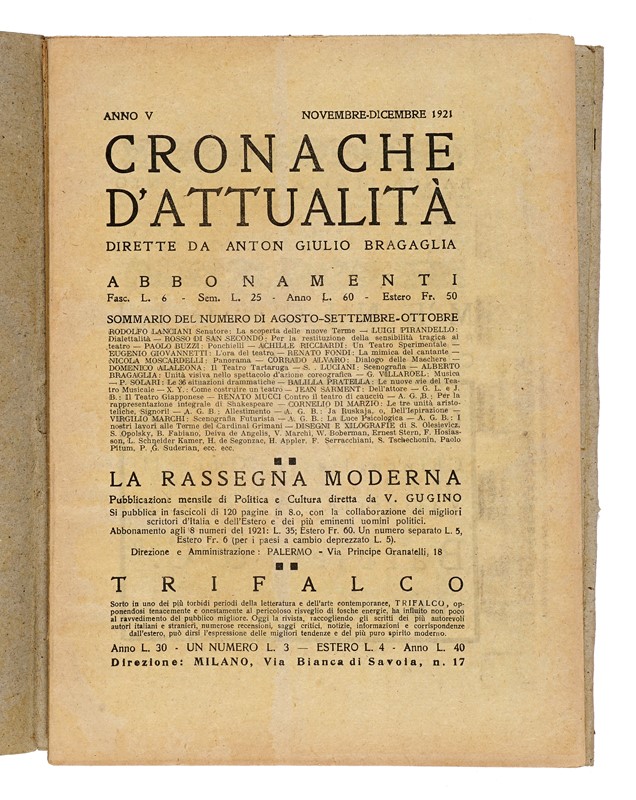 ANNO V NOVEMBRE-DICEMBRE 1921
CRONACHE
D'ATTUALITÀ
DIRETTE DA ANTON GIULIO BRAGAGLIA
ABBONAMENTI
Fasc. L. 6 - Sem. L. 25 - Anno L. 60 - Estero Fr. 50
SOMMARIO DEL NUMERO DI AGOSTO-SETTEMBRE-OTTOBRE
RODOLFO LANCIANI Senatore: La scoperta delle nuove Terme — LUIGI PIRANDELLO:
Dialettalità — ROSSO DI SAN SECONDO: Per la restituzione della sensibilità tragica al
teatro — PAOLO BUZZI: Ponchielli — ACHILLE RICCIARDI: Un Teatro Sperimentale. —
EUGENIO GIOVANNETTI: L'ora del teatro — RENATO FONDI: La mimica del cantante —
NICOLA MOSCARDELLI: Panorama — CORRADO ALVARO: Dialogo delle Maschere —
DOMENICO ALALEONA: Il Teatro Tartaruga — S. . LUCIANI: Scenografia — ALBERTO
BRAGAGLIA: Unità visiva nello spettacolo d'azione coreografica — G. VILLAROEL: Musica
— P. SOLARI: Le 36 situazioni drammatiche — BALILLA PRATELLA: Le nuove vie del Tea-
tro Musicale — X. Y.: Come costruire un teatro — JEAN SARMENT: Dell'attore — G. L. e J.
B.: Il Teatro Giapponese — RENATO MUCCI Contro il teatro di caucciù — A. G. B.: Per la
rappresentazione integrale di Shakespeare — CORNELIO DI MARZIO: Le tre unità aristo-
teliche, Signori! — A. G. B.: Allestimento — A. G. B.: Ja Ruskaja, o, Dell'Ispirazione —
VIRGILIO MARCHI: Scenografia Futurista — A. G. B.: La Luce Psicologica — A. G. B.: I
nostri lavori alle Terme del Cardinal Grimani — DISEGNI E XILOGRAFIE di S. Olesievicz,
S. Opolsky, R. Fabiano, Deiva de Angelis, V. Marchi, W. Boberman, Ernest Stern, F. Hosias-
son, L. Schneider Kamer, H. de Segonzac, H. Appler, F. Serracchiani, S. Tschechonin, Paolo
Pitum, P. G. Suderian, ecc. ecc.
LA RASSEGNA MODERNA
Pubblicazione mensile di Politica e Cultura diretta da V. GUGINO
Si pubblica in fascicoli di 120 pagine in 8.o, con la collaborazione dei migliori
scrittori d'Italia e dell'Estero e dei più eminenti uomini politici.
Abbonamento agli 8 numeri del 1921: L. 35; Estero Fr. 60. Un numero separato L. 5,
Estero Fr. 6 (per i paesi a cambio deprezzato L. 5).
Direzione e Amministrazione: PALERMO - Via Principe Granatelli, 18
TRIFALCO
Sorto in uno dei più torbidi periodi della letteratura e dell'arte contemporanee, TRIFALCO, op-
ponendosi tenacemente e onestamente al pericoloso risveglio di fosche energie, ha influito non poco
al ravvedimento del pubblico migliore. Oggi la rivista, raccogliendo gli scritti dei più autorevoli
autori italiani e stranieri, numerose recensioni, saggi critici, notizie, informazioni e corrispondenze
dall'estero, può dirsi l'espressione delle migliori tendenze e del più puro spirito moderno.
Anno L. 30 - UN NUMERO L. 3 — ESTERO L. 4 - Anno L. 40
Direzione: MILANO, Via Bianca di Savoia, n. 17